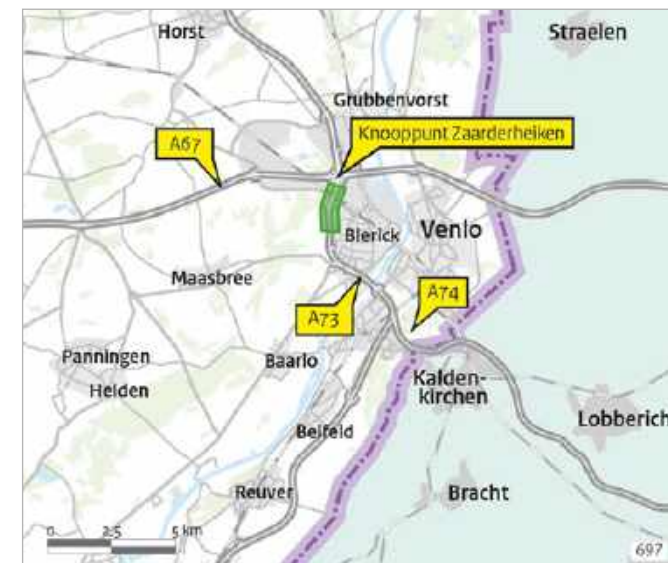 Horst
Straelen
Grubbenvorst
Knooppunt Zaarderheiken
A67
Blerick
Venlo
Maasbree
A74
A73
Panningen
Helden
Baarlo
Kalden-
kirchen
Lobberich
Belfeld
Reuver
Bracht
0 2,5 5 km
697